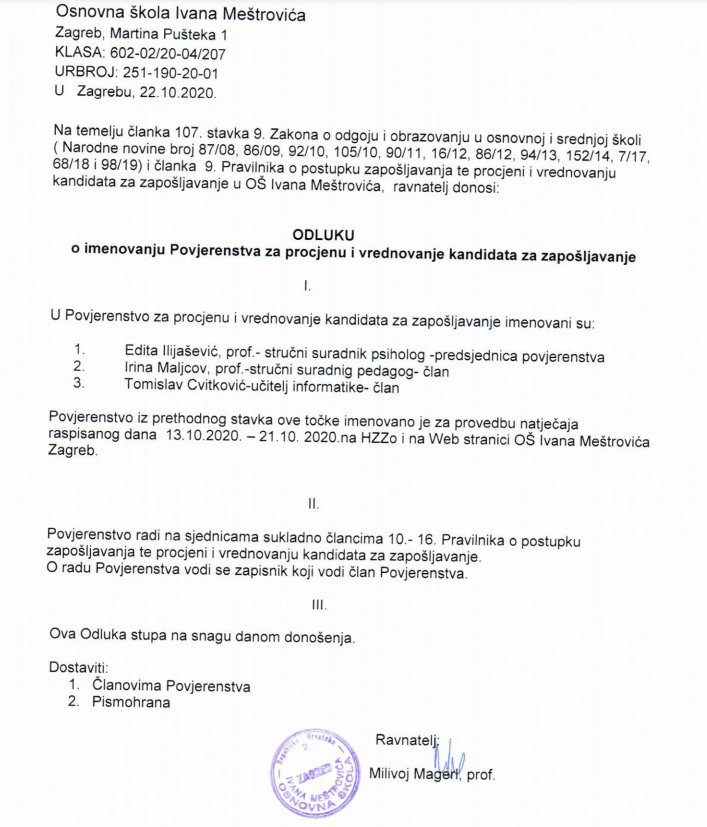 Osnovna škola Ivana Meštrovića
Zagreb, Martina Pušteka 1
KLASA: 602-02/20-04/207
URBROJ: 251-190-20-01
U Zagrebu, 22.10.2020.
Na temelju članka 107. stavka 9. Zakona o odgoju i obrazovanju u osnovnoj i srednjoj školi
( Narodne novine broj 87/08, 86/09, 92/10, 105/10, 90/11, 16/12, 86/12, 94/13, 152/14, 7/17,
68/18 i 98/19) i članka 9. Pravilnika o postupku zapošljavanja te procjeni i vrednovanju
kandidata za zapošljavanje u OŠ Ivana Meštrovića, ravnatelj donosi:
ODLUKU
o imenovanju Povjerenstva za procjenu i vrednovanje kandidata za zapošljavanje
I.
U Povjerenstvo za procjenu i vrednovanje kandidata za zapošljavanje imenovani su:
1. Edita Ilijašević, prof.- stručni suradnik psiholog -predsjednica povjerenstva
2. Irina Maljcov, prof.-stručni suradnig pedagog- član
3. Tomislav Cvitković-učitelj informatike- član
Povjerenstvo iz prethodnog stavka ove točke imenovano je za provedbu natječaja
raspisanog dana 13.10.2020. – 21.10. 2020.na HZZo i na Web stranici OŠ Ivana Meštrovića
Zagreb.
II.
Povjerenstvo radi na sjednicama sukladno člancima 10.- 16. Pravilnika o postupku
zapošljavanja te procjeni i vrednovanju kandidata za zapošljavanje.
O radu Povjerenstva vodi se zapisnik koji vodi član Povjerenstva.
III.
Ova Odluka stupa na snagu danom donošenja.
Dostaviti:
1. Članovima Povjerenstva
2. Pismohrana
Ravnatelj:
Milivoj Magerl, prof.
Republika Hrvatska
2
ZAGREB
IVANA MEŠTROVIĆA
OSNOVNA ŠKOLA